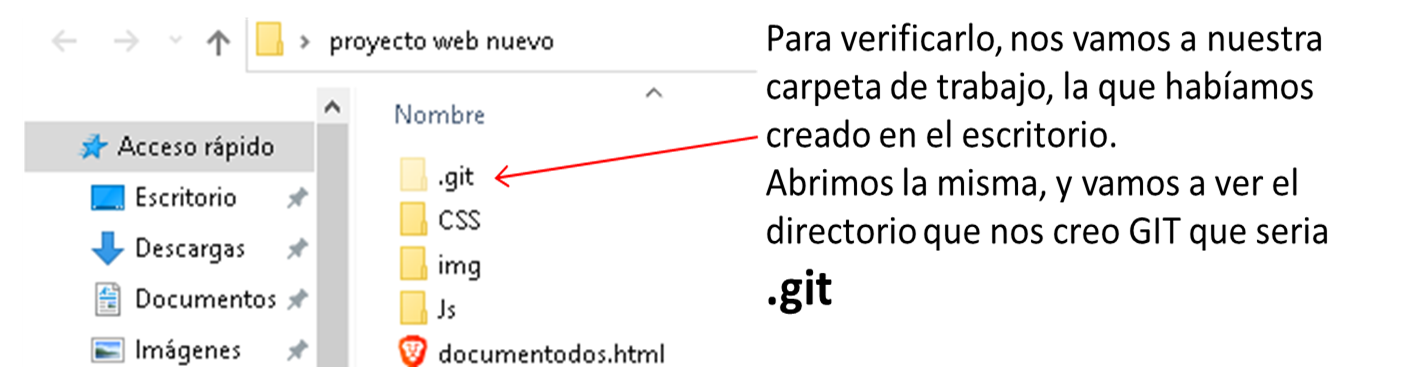 proyecto web nuevo
Acceso rápido
Escritorio
Descargas
Documentos
Imágenes
Nombre
.git
CSS
img
Js
documentodos.html
Para verificarlo, nos vamos a nuestra
carpeta de trabajo, la que habíamos
creado en el escritorio.
Abrimos la misma, y vamos a ver el
directorio que nos creo GIT que seria
.git